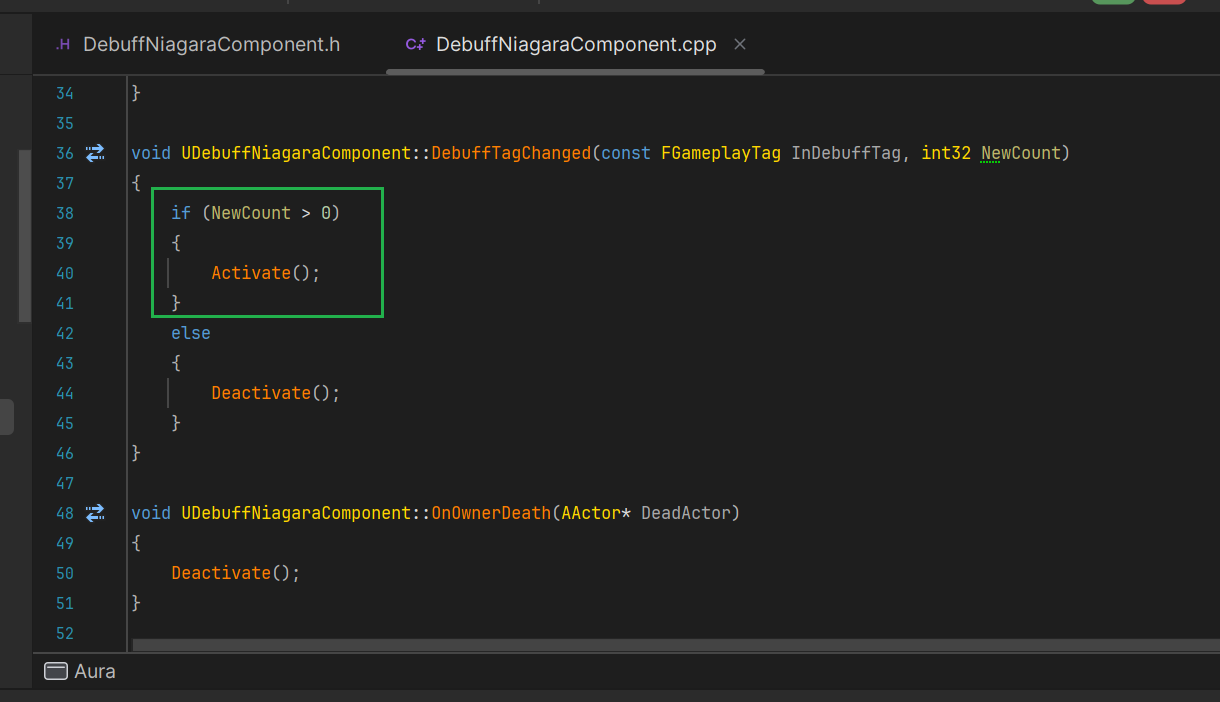 .H DebuffNiagaraComponent.h C++ DebuffNiagaraComponent.cpp ×
34 }
35
36 void UDebuffNiagaraComponent::DebuffTagChanged(const FGameplayTag InDebuffTag, int32 NewCount)
37 {
38 if (NewCount > 0)
39 {
40 Activate();
41 }
42 else
43 {
44 Deactivate();
45 }
46 }
47
48 void UDebuffNiagaraComponent::OnOwnerDeath(AActor* DeadActor)
49 {
50 Deactivate();
51 }
52
Aura